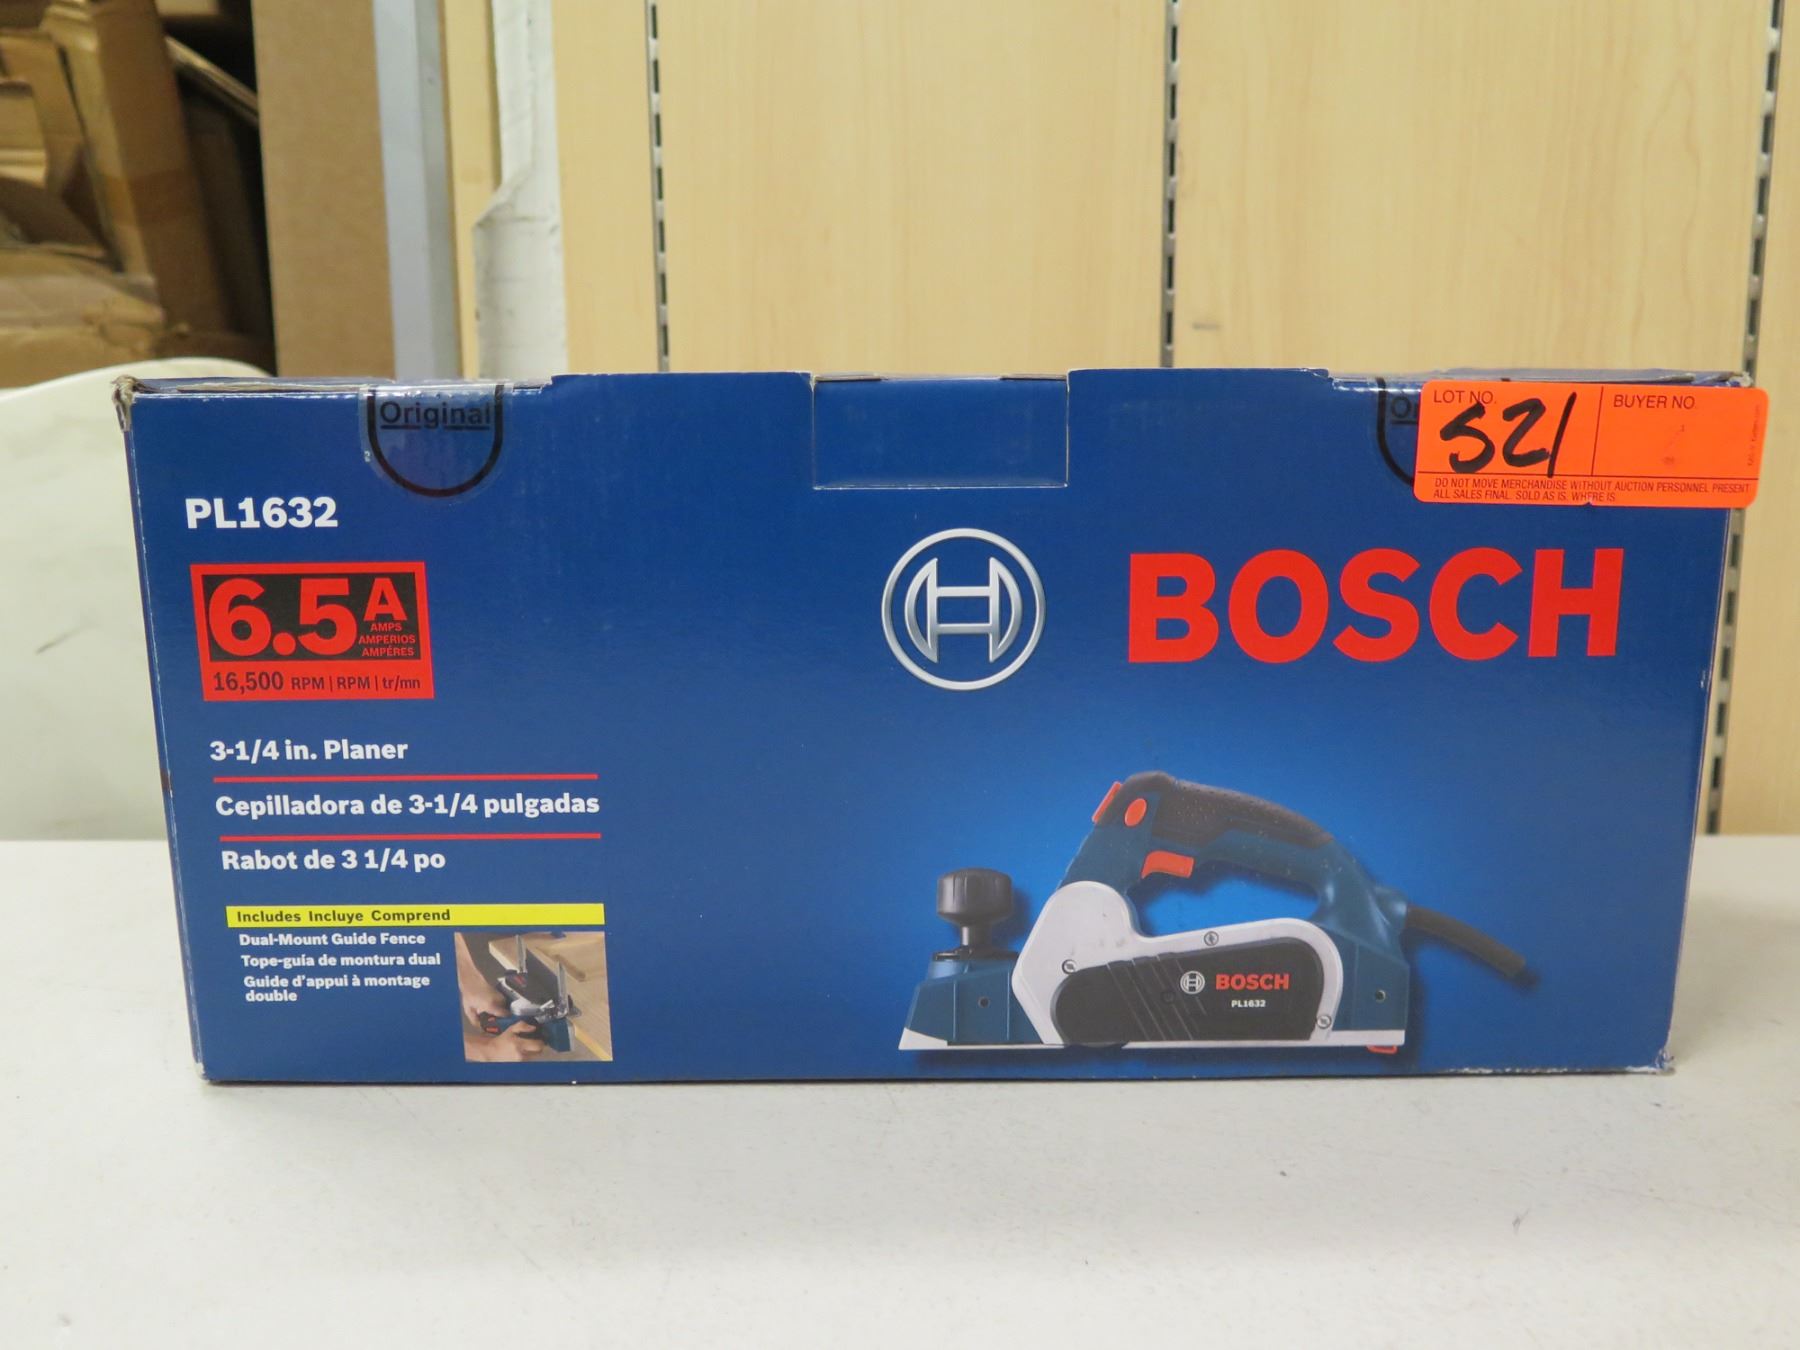 Original
LOT NO.
521
BUYER NO.
DO NOT MOVE MERCHANDISE WITHOUT AUCTION PERSONNEL PRESENT
ALL SALES FINAL. SOLD AS IS. WHERE IS
PL1632
6.5 A
AMPS
AMPERIOS
AMPÉRES
16,500 RPM | RPM | tr/mn
BOSCH
3-1/4 in. Planer
Cepilladora de 3-1/4 pulgadas
Rabot de 3 1/4 po
Includes Incluye Comprend
Dual-Mount Guide Fence
Tope-guía de montura dual
Guide d'appui à montage
double
BOSCH
PL1632